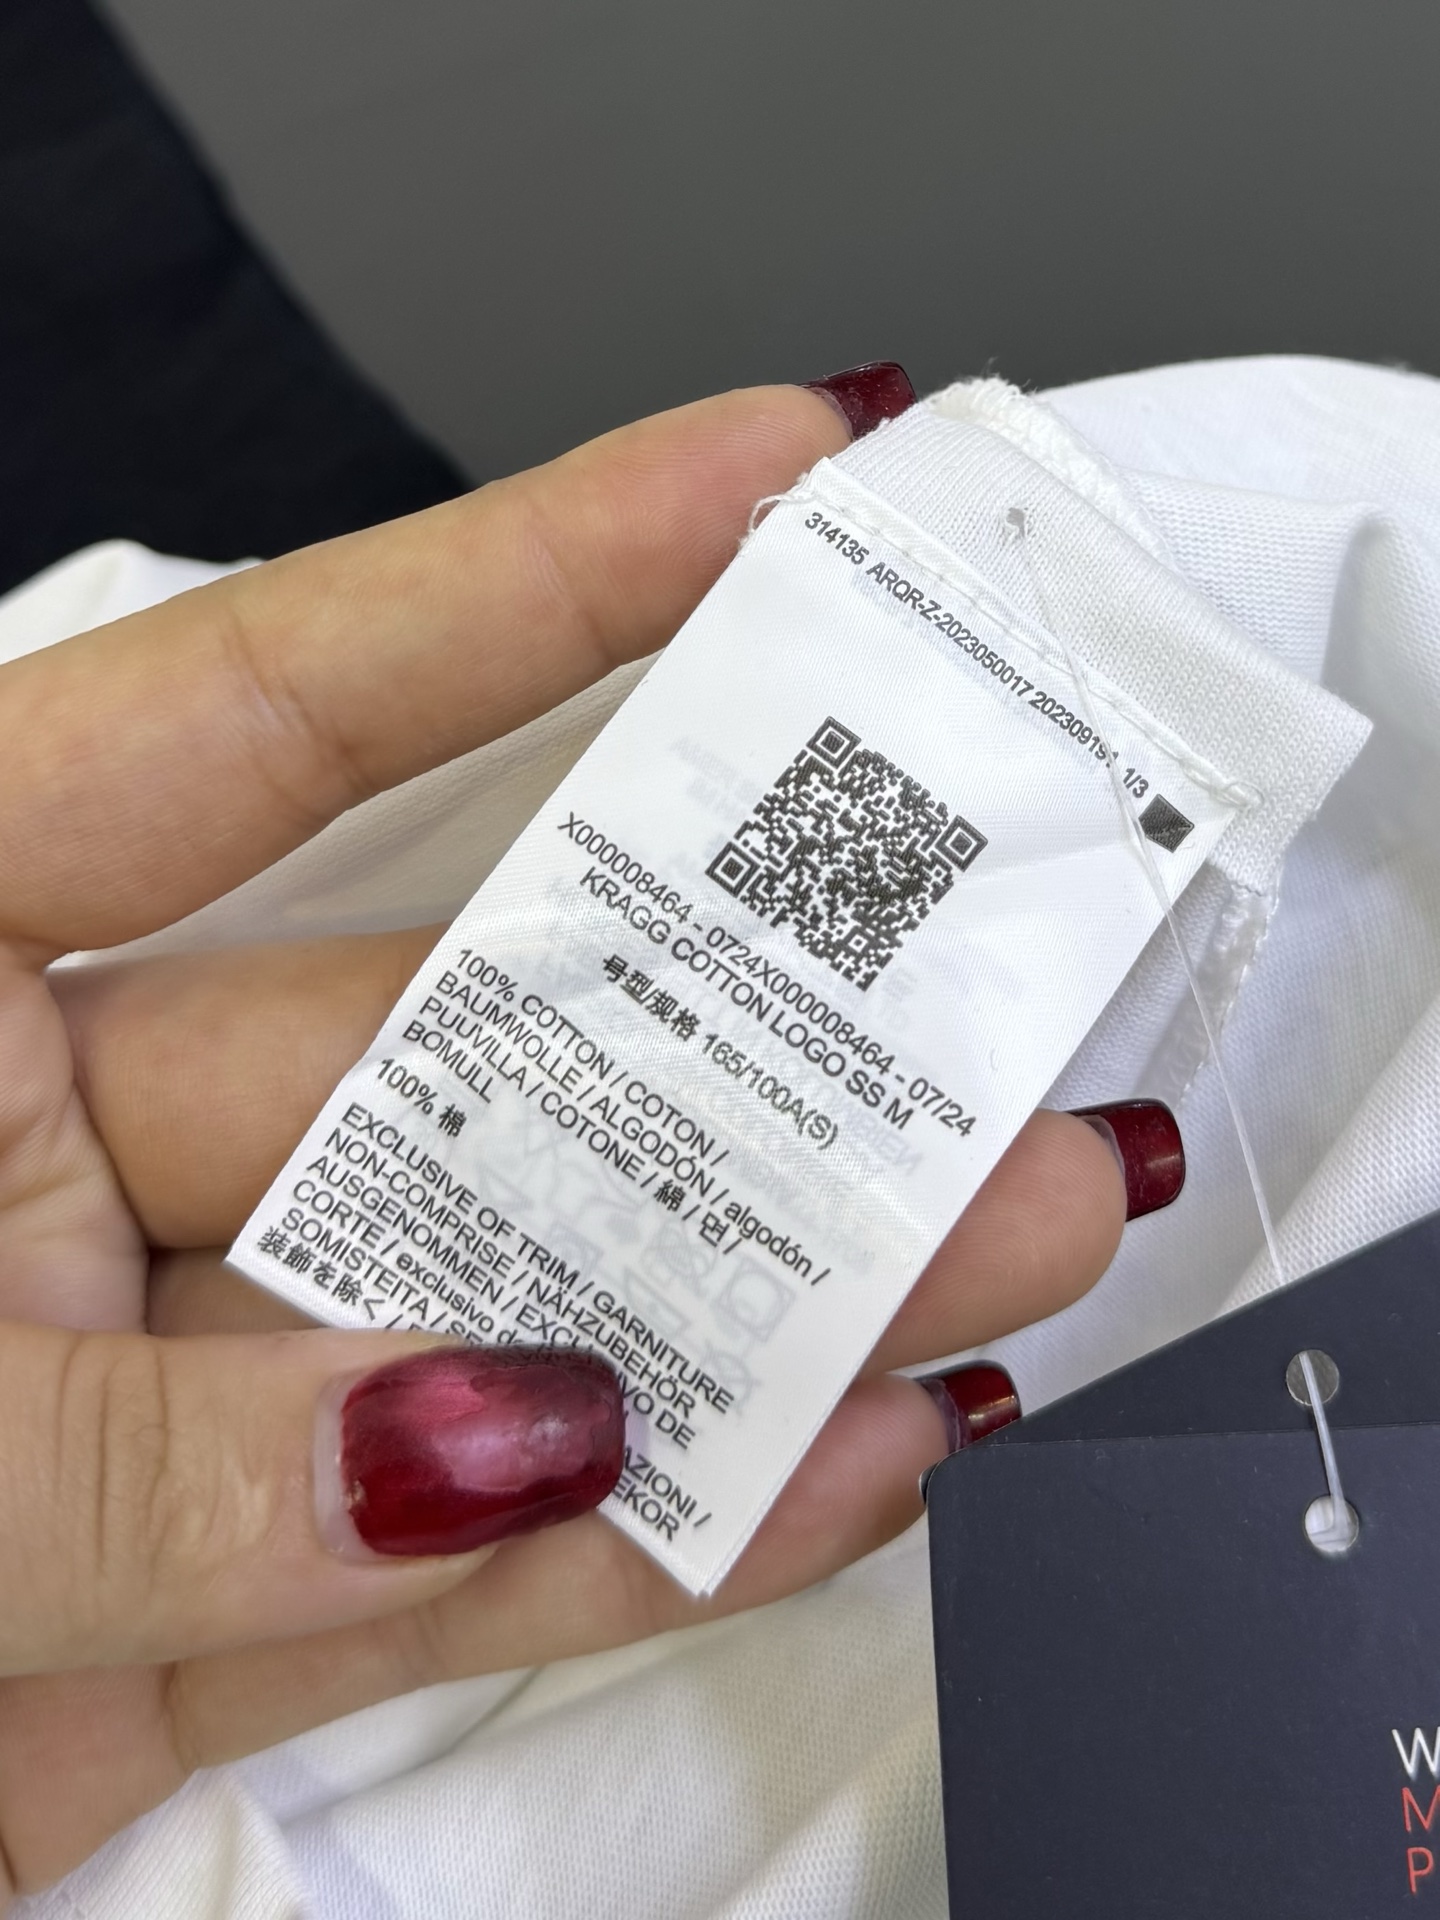 314135 ARQR-Z-2023050017 20230919 1/3
X000008464 - 0724X000008464 - 07/24
KRAGG COTTON LOGO SS M
号型/规格 165/100A(S)
100% COTTON / COTON /
BAUMWOLLE / ALGODÓN / algodón /
PUUVILLA / COTONE / 綿 / 면 /
BOMULL
100% 棉
EXCLUSIVE OF TRIM / GARNITURE
NON-COMPRISE / NÄHZUBEHÖR
AUSGENOMMEN / DE
CORTE / exclusivo
SOMISTEITA /
装飾を除く /
W
M
P